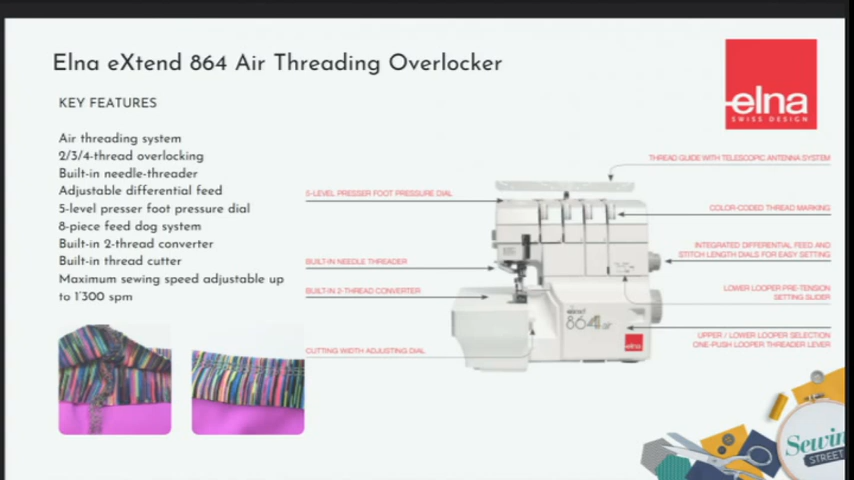 Elna eXtend 864 Air Threading Overlocker
elna
SWISS DESIGN
KEY FEATURES
Air threading system
2/3/4-thread overlocking
Built-in needle-threader
Adjustable differential feed
5-level presser foot pressure dial
8-piece feed dog system
Built-in 2-thread converter
Built-in thread cutter
Maximum sewing speed adjustable up
to 1'300 spm
5-LEVEL PRESSER FOOT PRESSURE DIAL
BUILT-IN NEEDLE THREADER
BUILT-IN 2-THREAD CONVERTER
CUTTING WIDTH ADJUSTING DIAL
THREAD GUIDE WITH TELESCOPIC ANTENNA SYSTEM
COLOR-CODED THREAD MARKING
INTEGRATED DIFFERENTIAL FEED AND
STITCH LENGTH DIALS FOR EASY SETTING
LOWER LOOPER PRE-TENSION
SETTING SLIDER
UPPER / LOWER LOOPER SELECTION
ONE-PUSH LOOPER THREADER LEVER
864 air
elna
Sewin
STREET